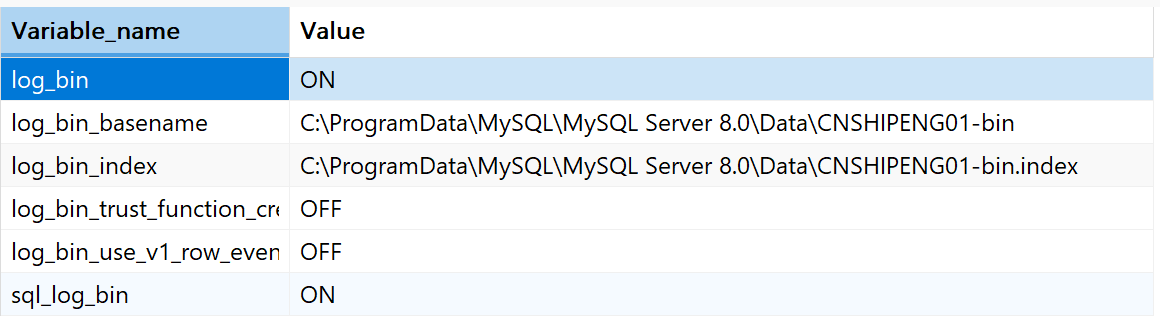 Variable_name Value
log_bin ON
log_bin_basename C:\ProgramData\MySQL\MySQL Server 8.0\Data\CNSHIPENG01-bin
log_bin_index C:\ProgramData\MySQL\MySQL Server 8.0\Data\CNSHIPENG01-bin.index
log_bin_trust_function_cre OFF
log_bin_use_v1_row_even OFF
sql_log_bin ON